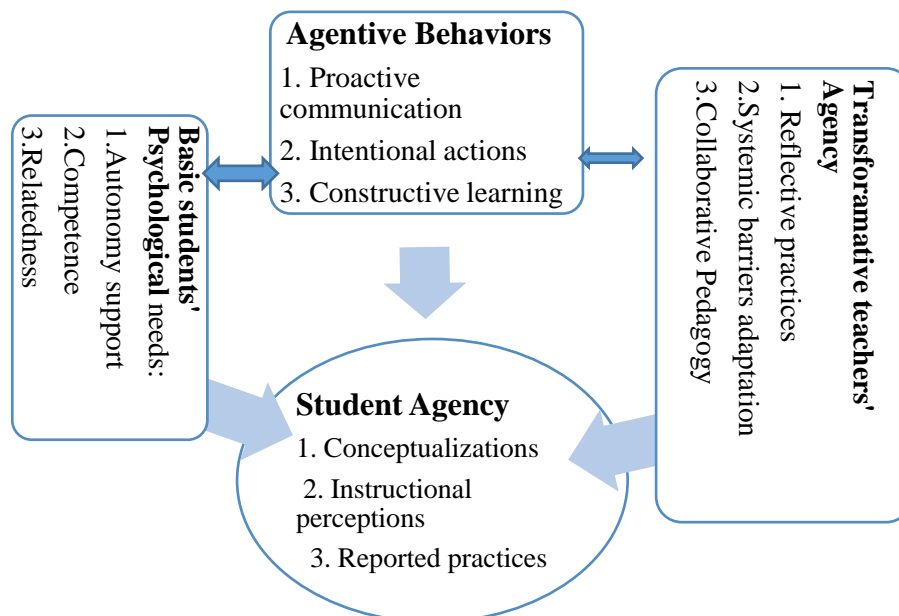 Agentive Behaviors
1. Proactive
communication
2. Intentional actions
3. Constructive learning
Basic students'
Psychological needs:
1.Autonomy support
2.Competence
3.Relatedness
Transforamative teachers'
Agency
1. Reflective practices
2.Systemic barriers adaptation
3.Collaborative Pedagogy
Student Agency
1. Conceptualizations
2. Instructional
perceptions
3. Reported practices